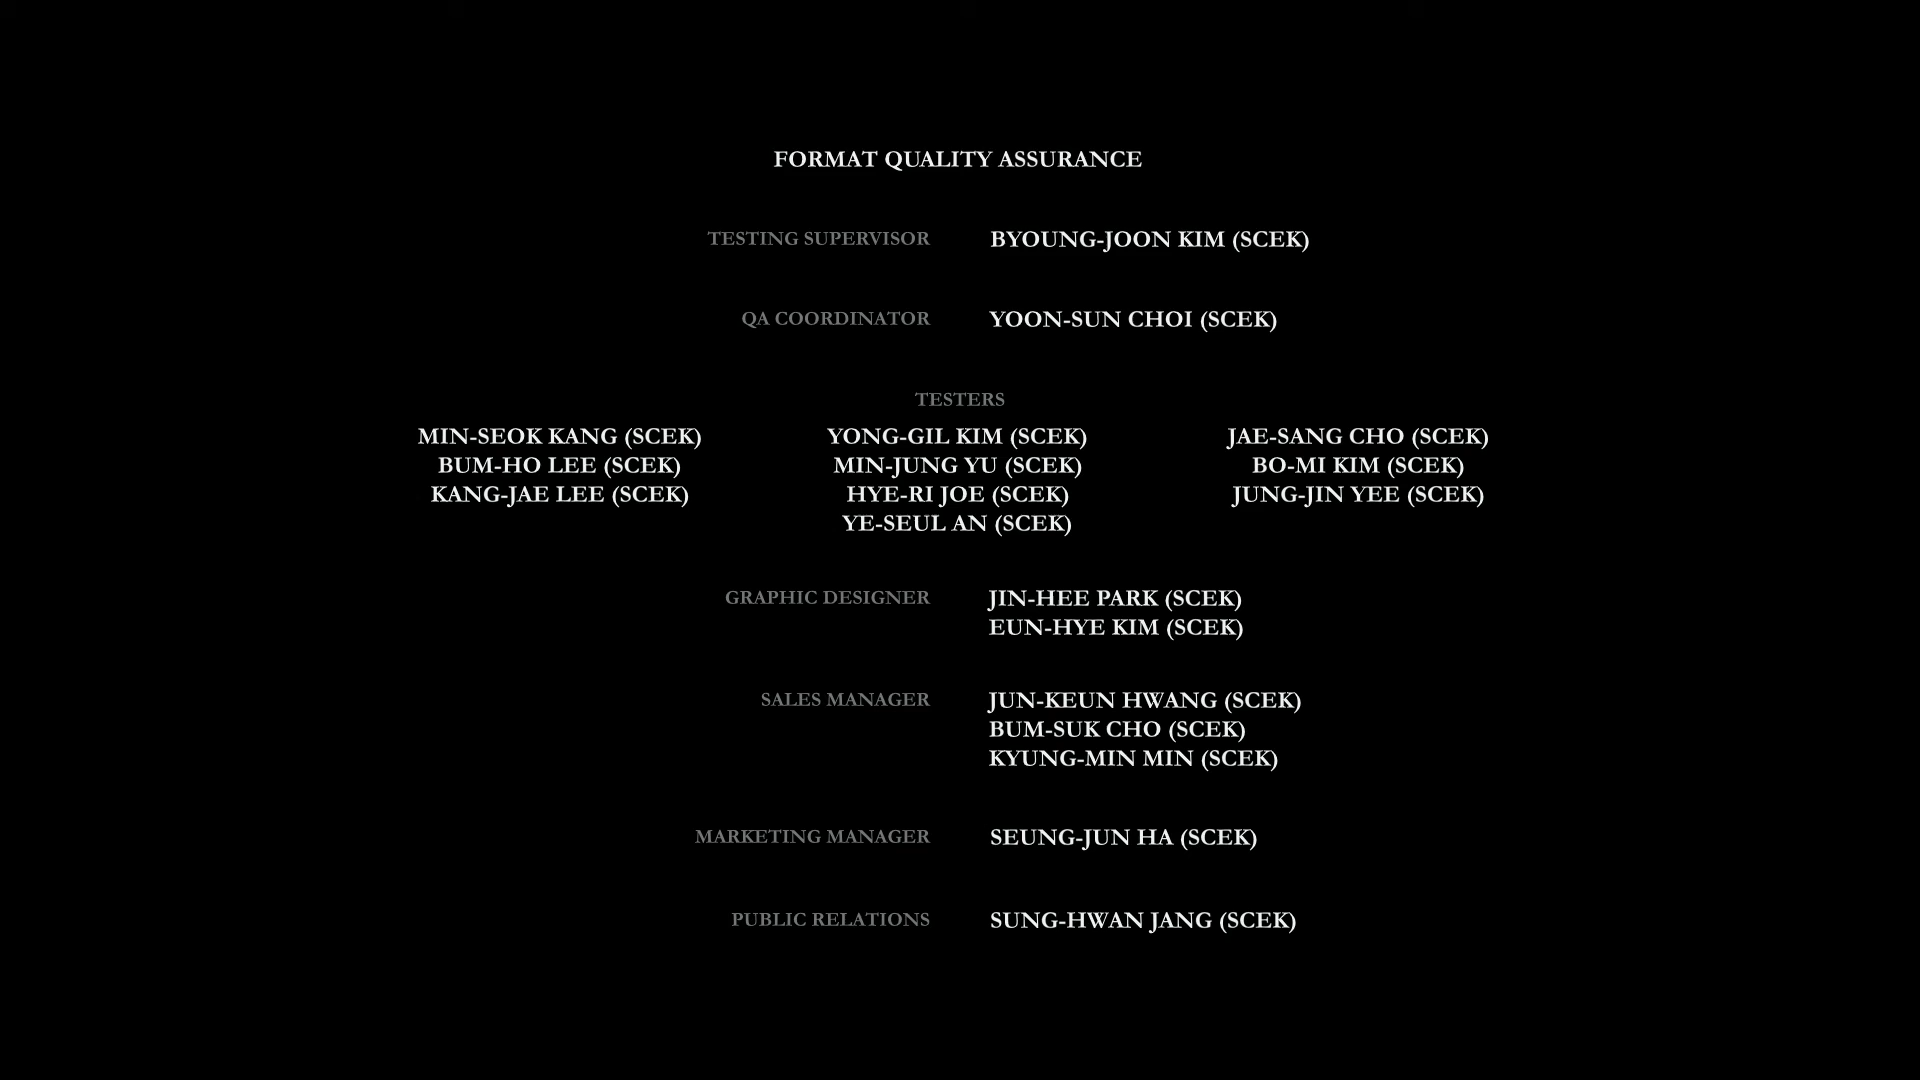 FORMAT QUALITY ASSURANCE
TESTING SUPERVISOR BYOUNG-JOON KIM (SCEK)
QA COORDINATOR YOON-SUN CHOI (SCEK)
TESTERS
MIN-SEOK KANG (SCEK) YONG-GIL KIM (SCEK) JAE-SANG CHO (SCEK)
BUM-HO LEE (SCEK) MIN-JUNG YU (SCEK) BO-MI KIM (SCEK)
KANG-JAE LEE (SCEK) HYE-RI JOE (SCEK) JUNG-JIN YEE (SCEK)
YE-SEUL AN (SCEK)
GRAPHIC DESIGNER JIN-HEE PARK (SCEK)
EUN-HYE KIM (SCEK)
SALES MANAGER JUN-KEUN HWANG (SCEK)
BUM-SUK CHO (SCEK)
KYUNG-MIN MIN (SCEK)
MARKETING MANAGER SEUNG-JUN HA (SCEK)
PUBLIC RELATIONS SUNG-HWAN JANG (SCEK)